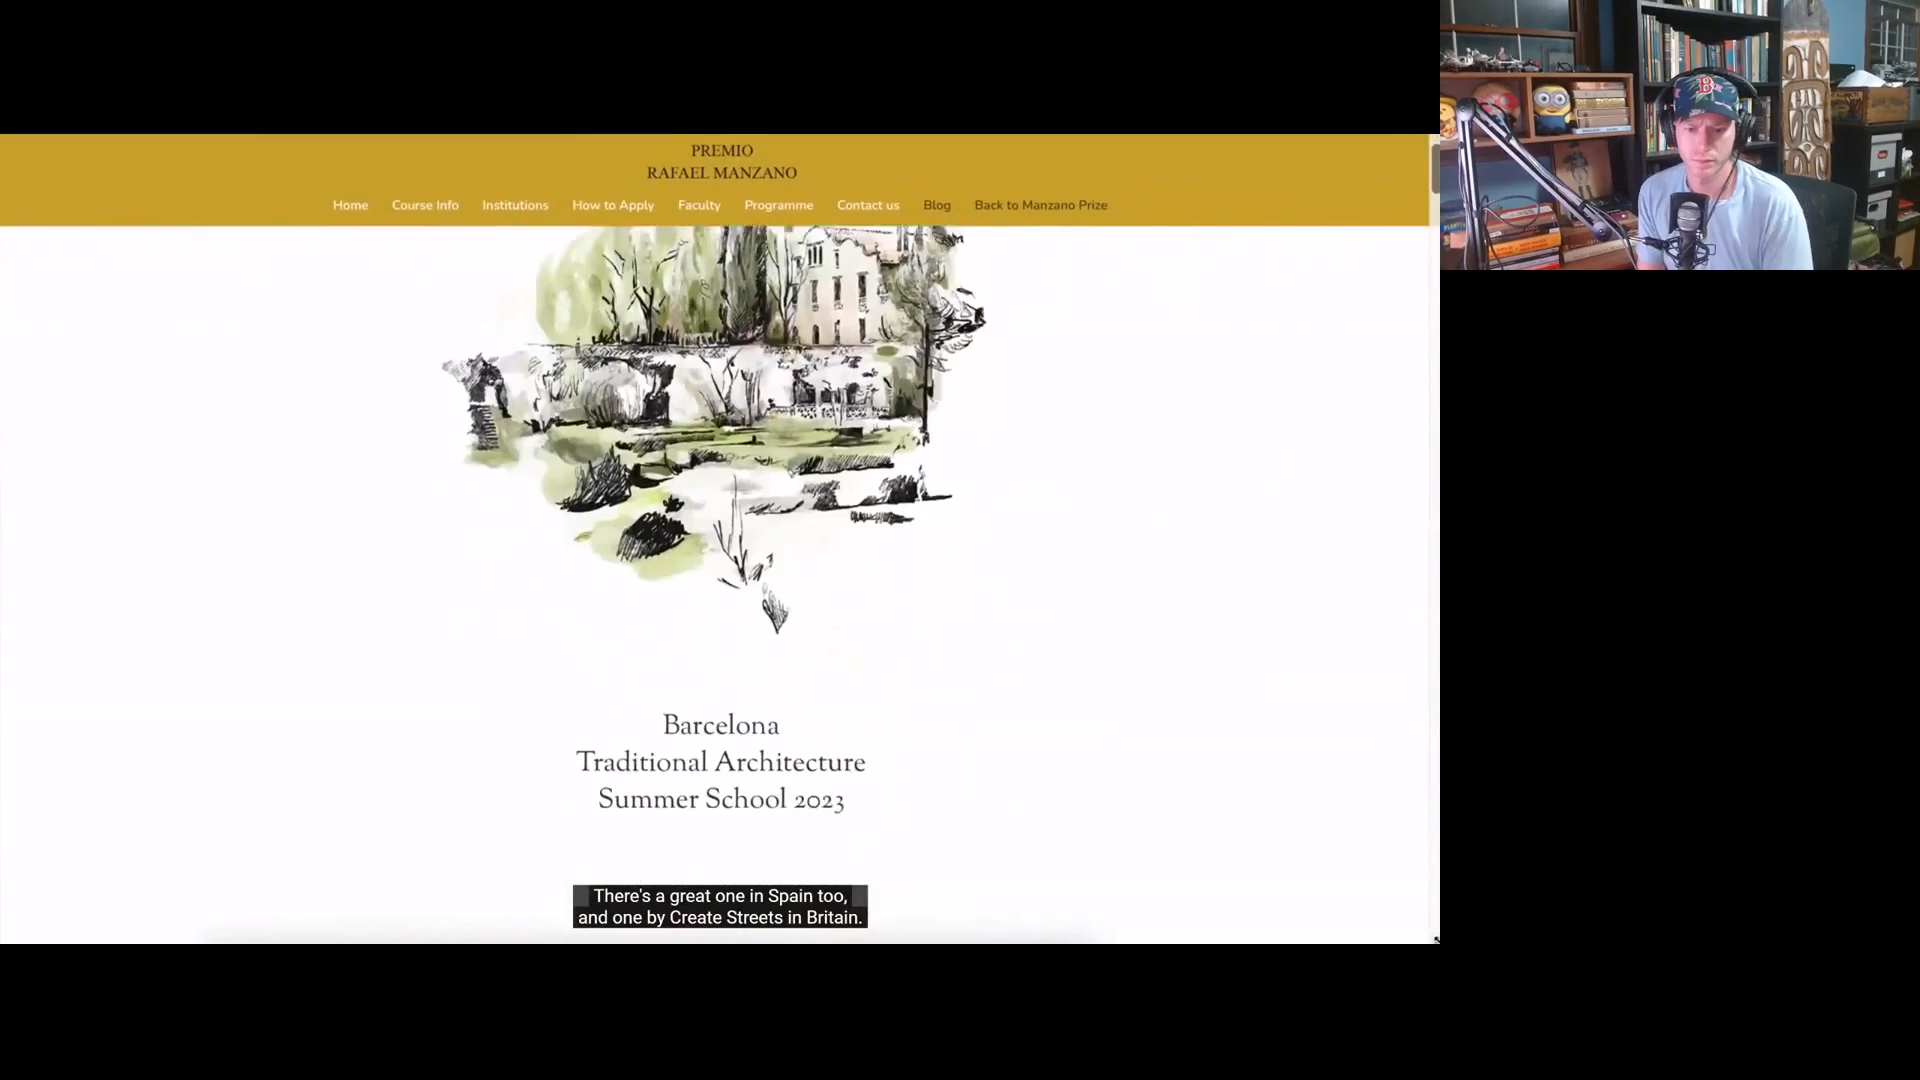 PREMIO
RAFAEL MANZANO
Home Course Info Institutions How to Apply Faculty Programme Contact us Blog Back to Manzano Prize
Barcelona
Traditional Architecture
Summer School 2023
There's a great one in Spain too,
and one by Create Streets in Britain.
B